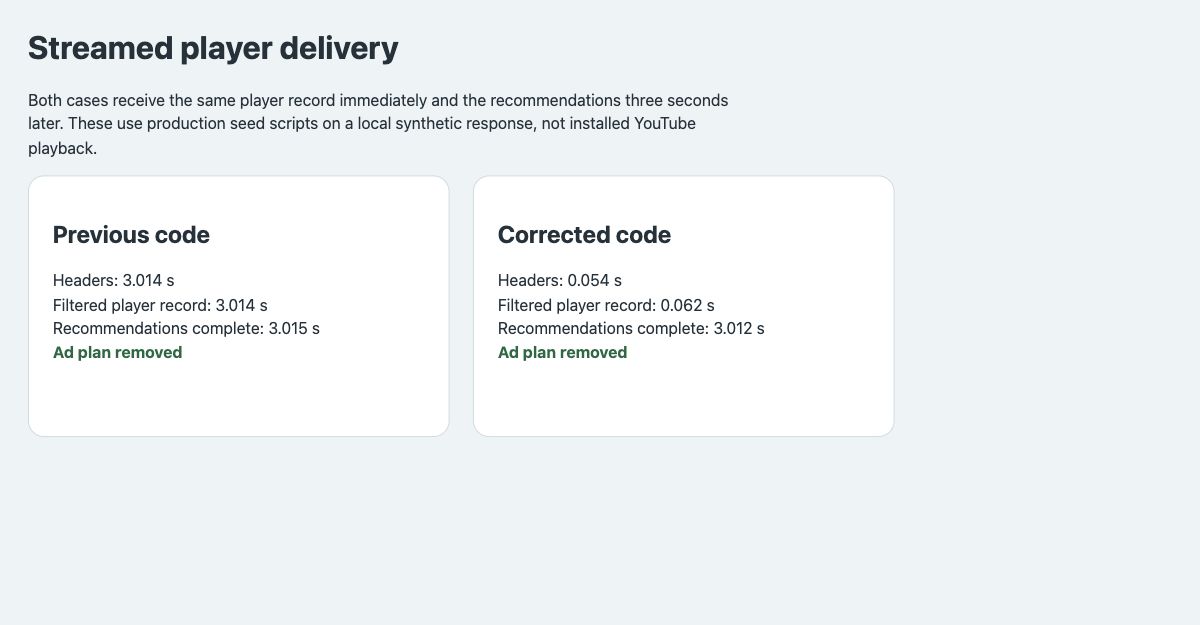 Streamed player delivery
Both cases receive the same player record immediately and the recommendations three seconds
later. These use production seed scripts on a local synthetic response, not installed YouTube
playback.
Previous code
Headers: 3.014 s
Filtered player record: 3.014 s
Recommendations complete: 3.015 s
Ad plan removed
Corrected code
Headers: 0.054 s
Filtered player record: 0.062 s
Recommendations complete: 3.012 s
Ad plan removed